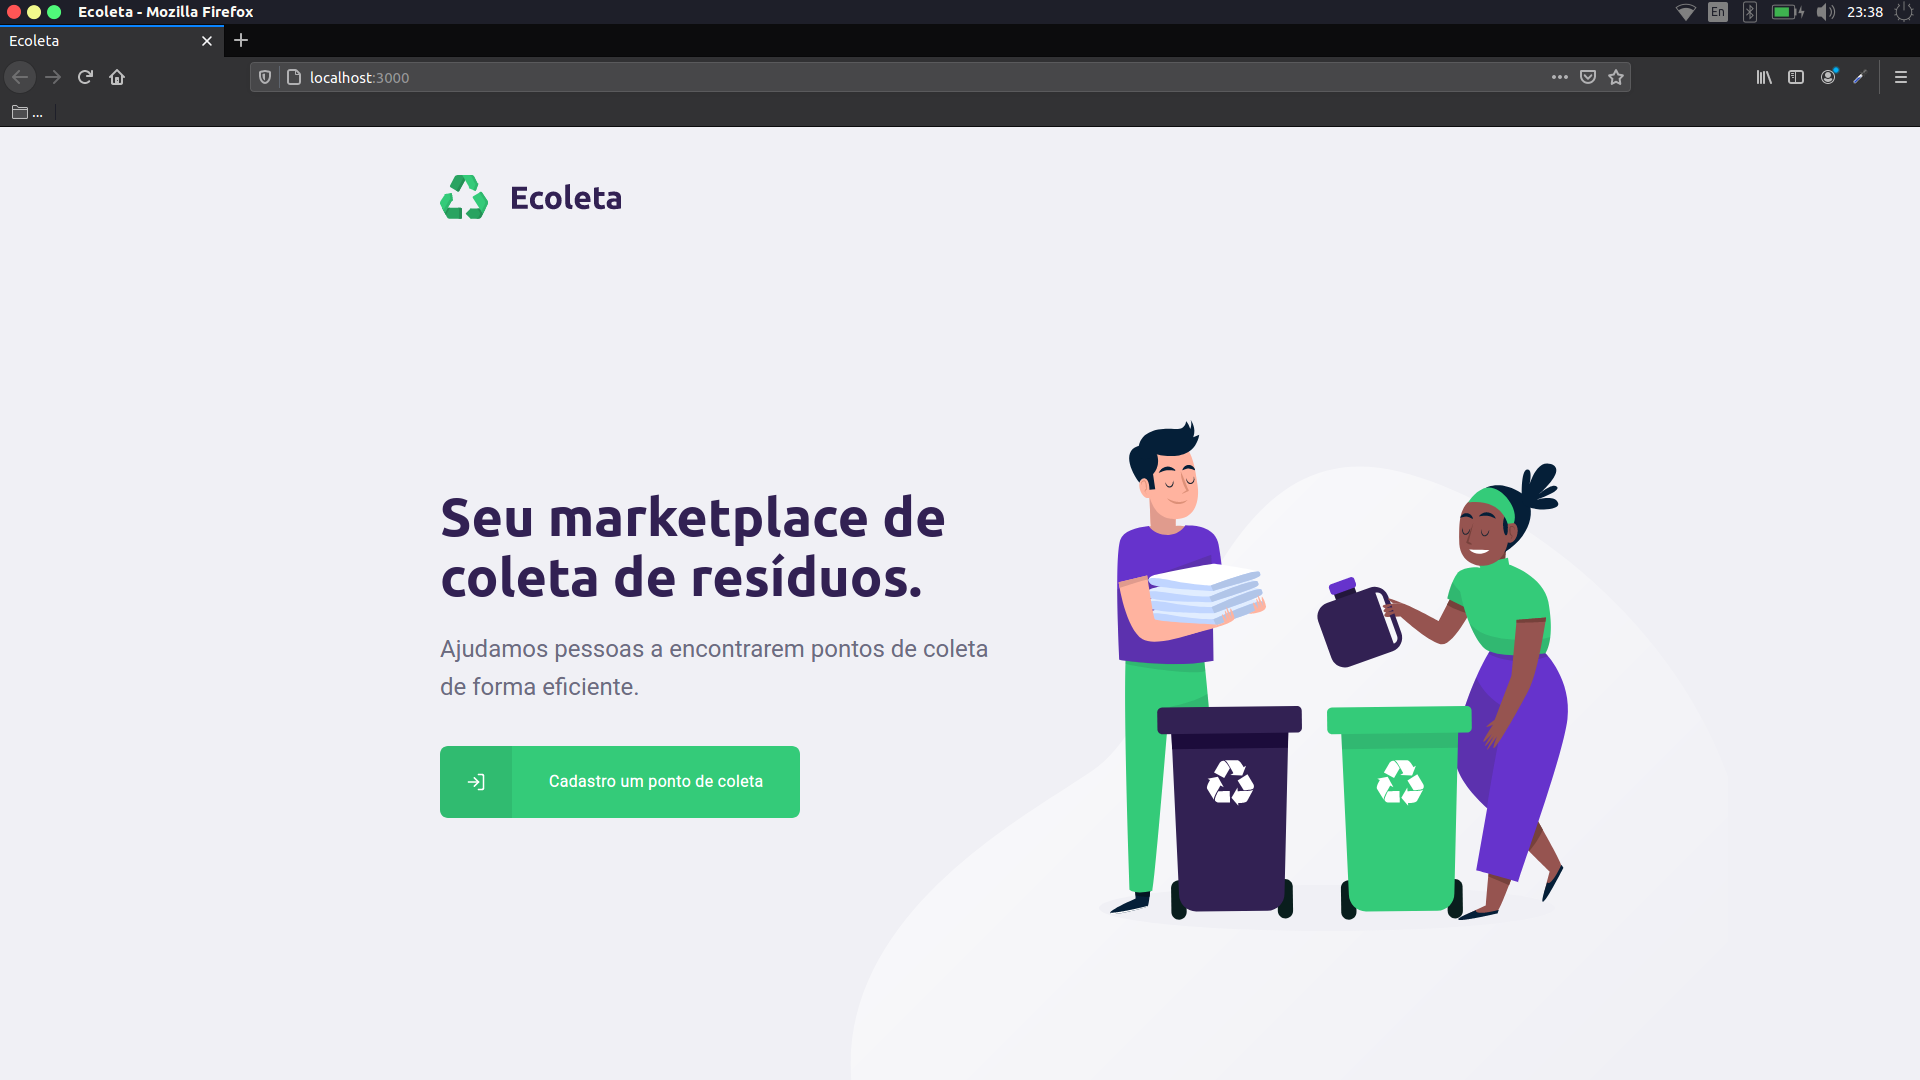 Ecoleta - Mozilla Firefox
En
23:38
Ecoleta
localhost:3000
...
Ecoleta
Seu marketplace de
coleta de resíduos.
Ajudamos pessoas a encontrarem pontos de coleta
de forma eficiente.
Cadastro um ponto de coleta